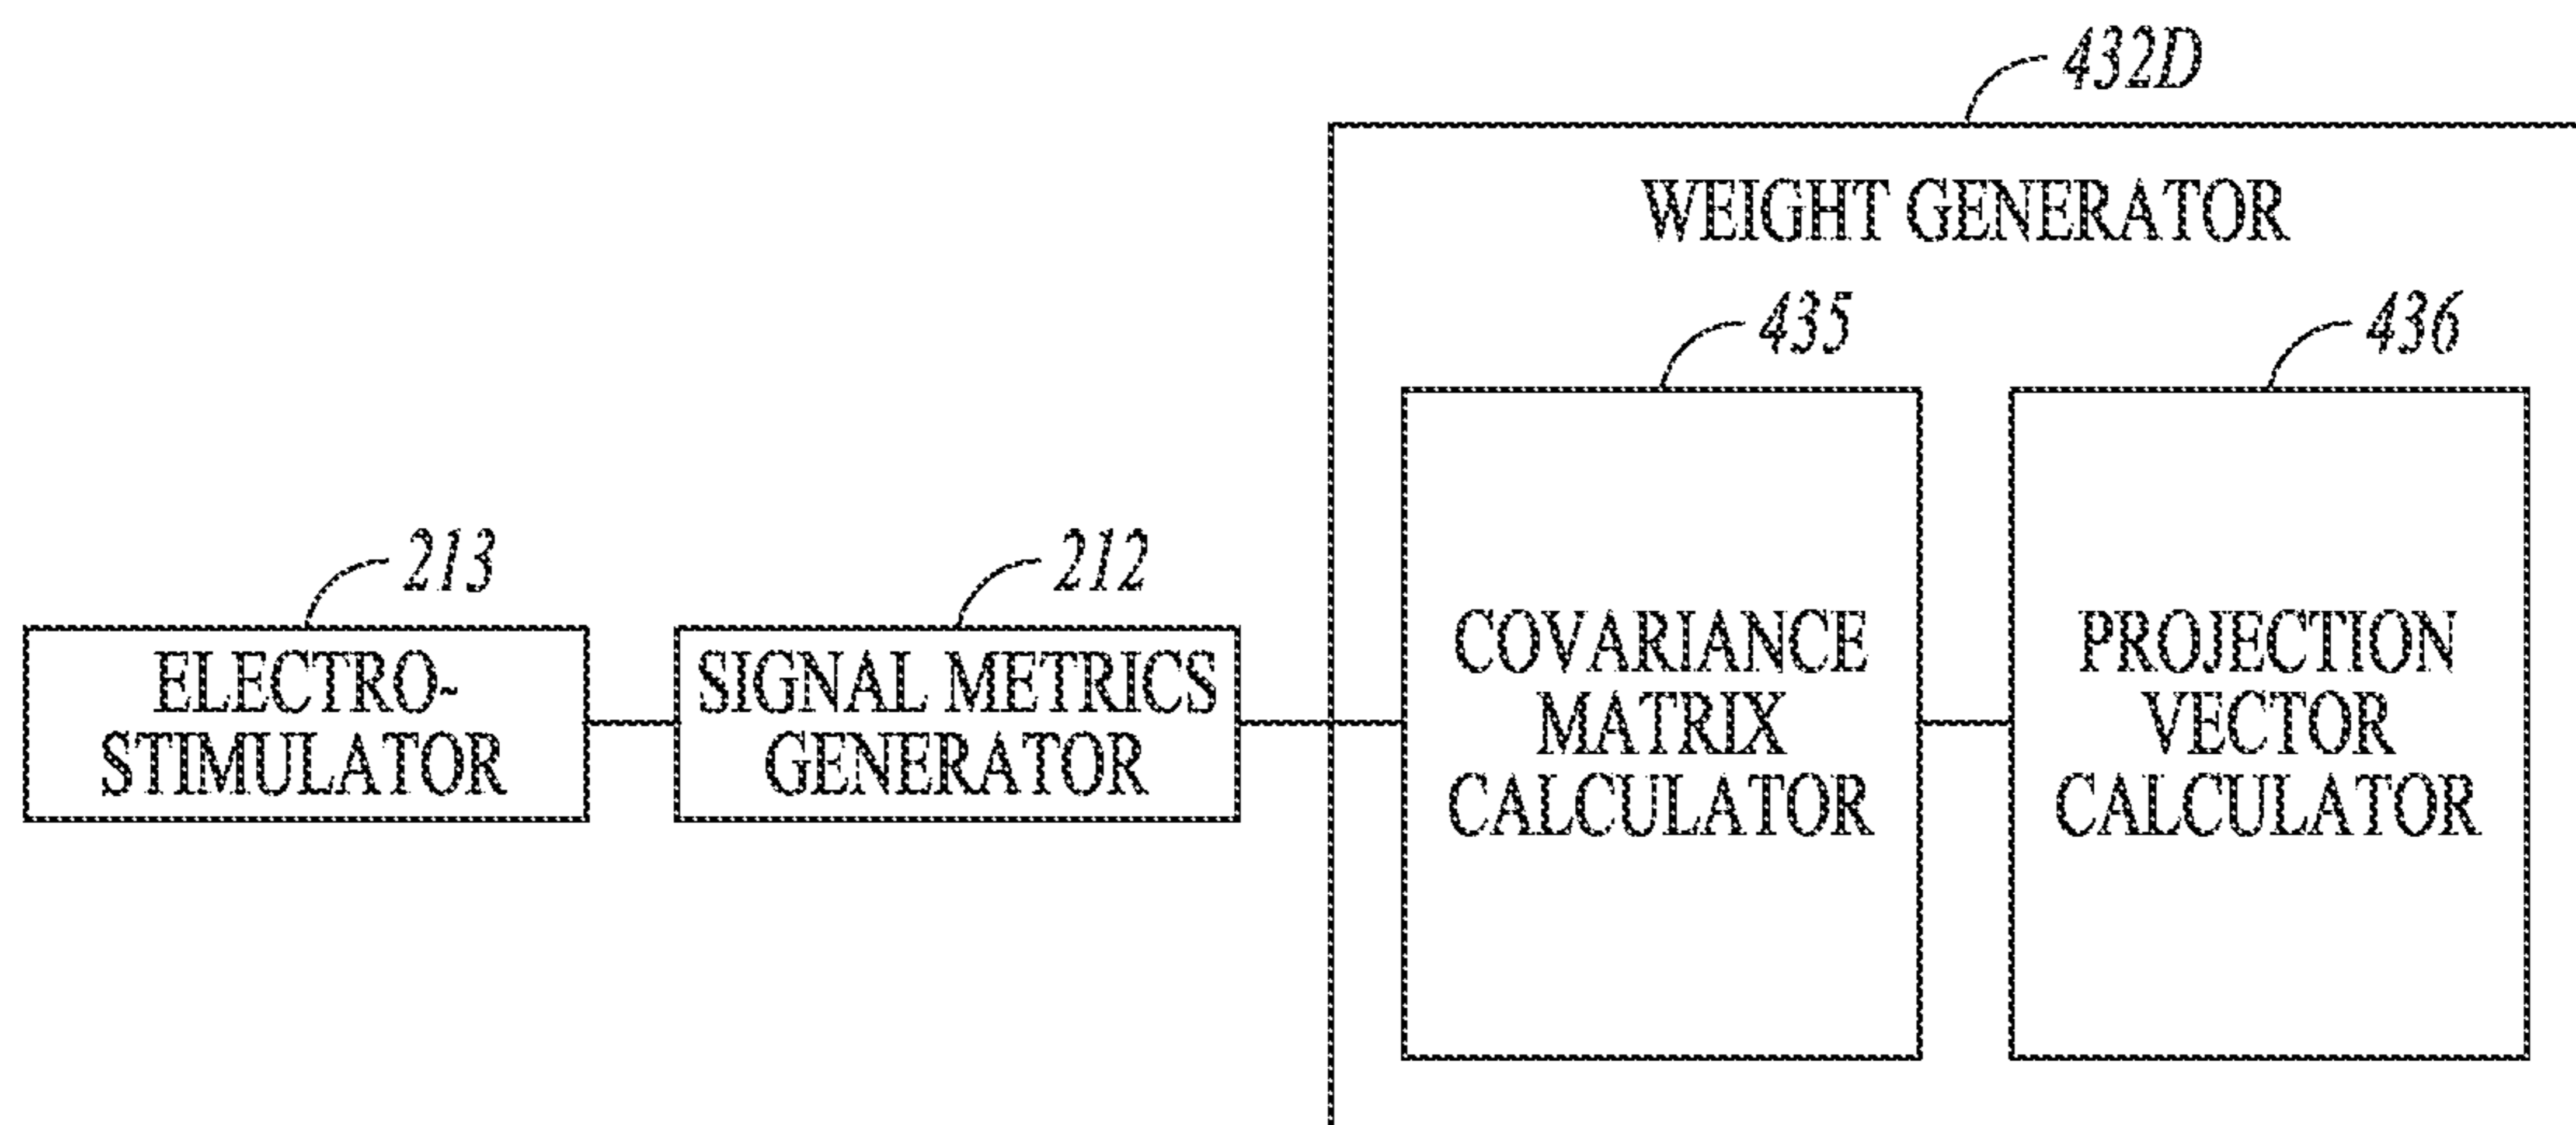 432D
WEIGHT GENERATOR
435
436
213
212
ELECTRO-
STIMULATOR
SIGNAL METRICS
GENERATOR
COVARIANCE
MATRIX
CALCULATOR
PROJECTION
VECTOR
CALCULATOR